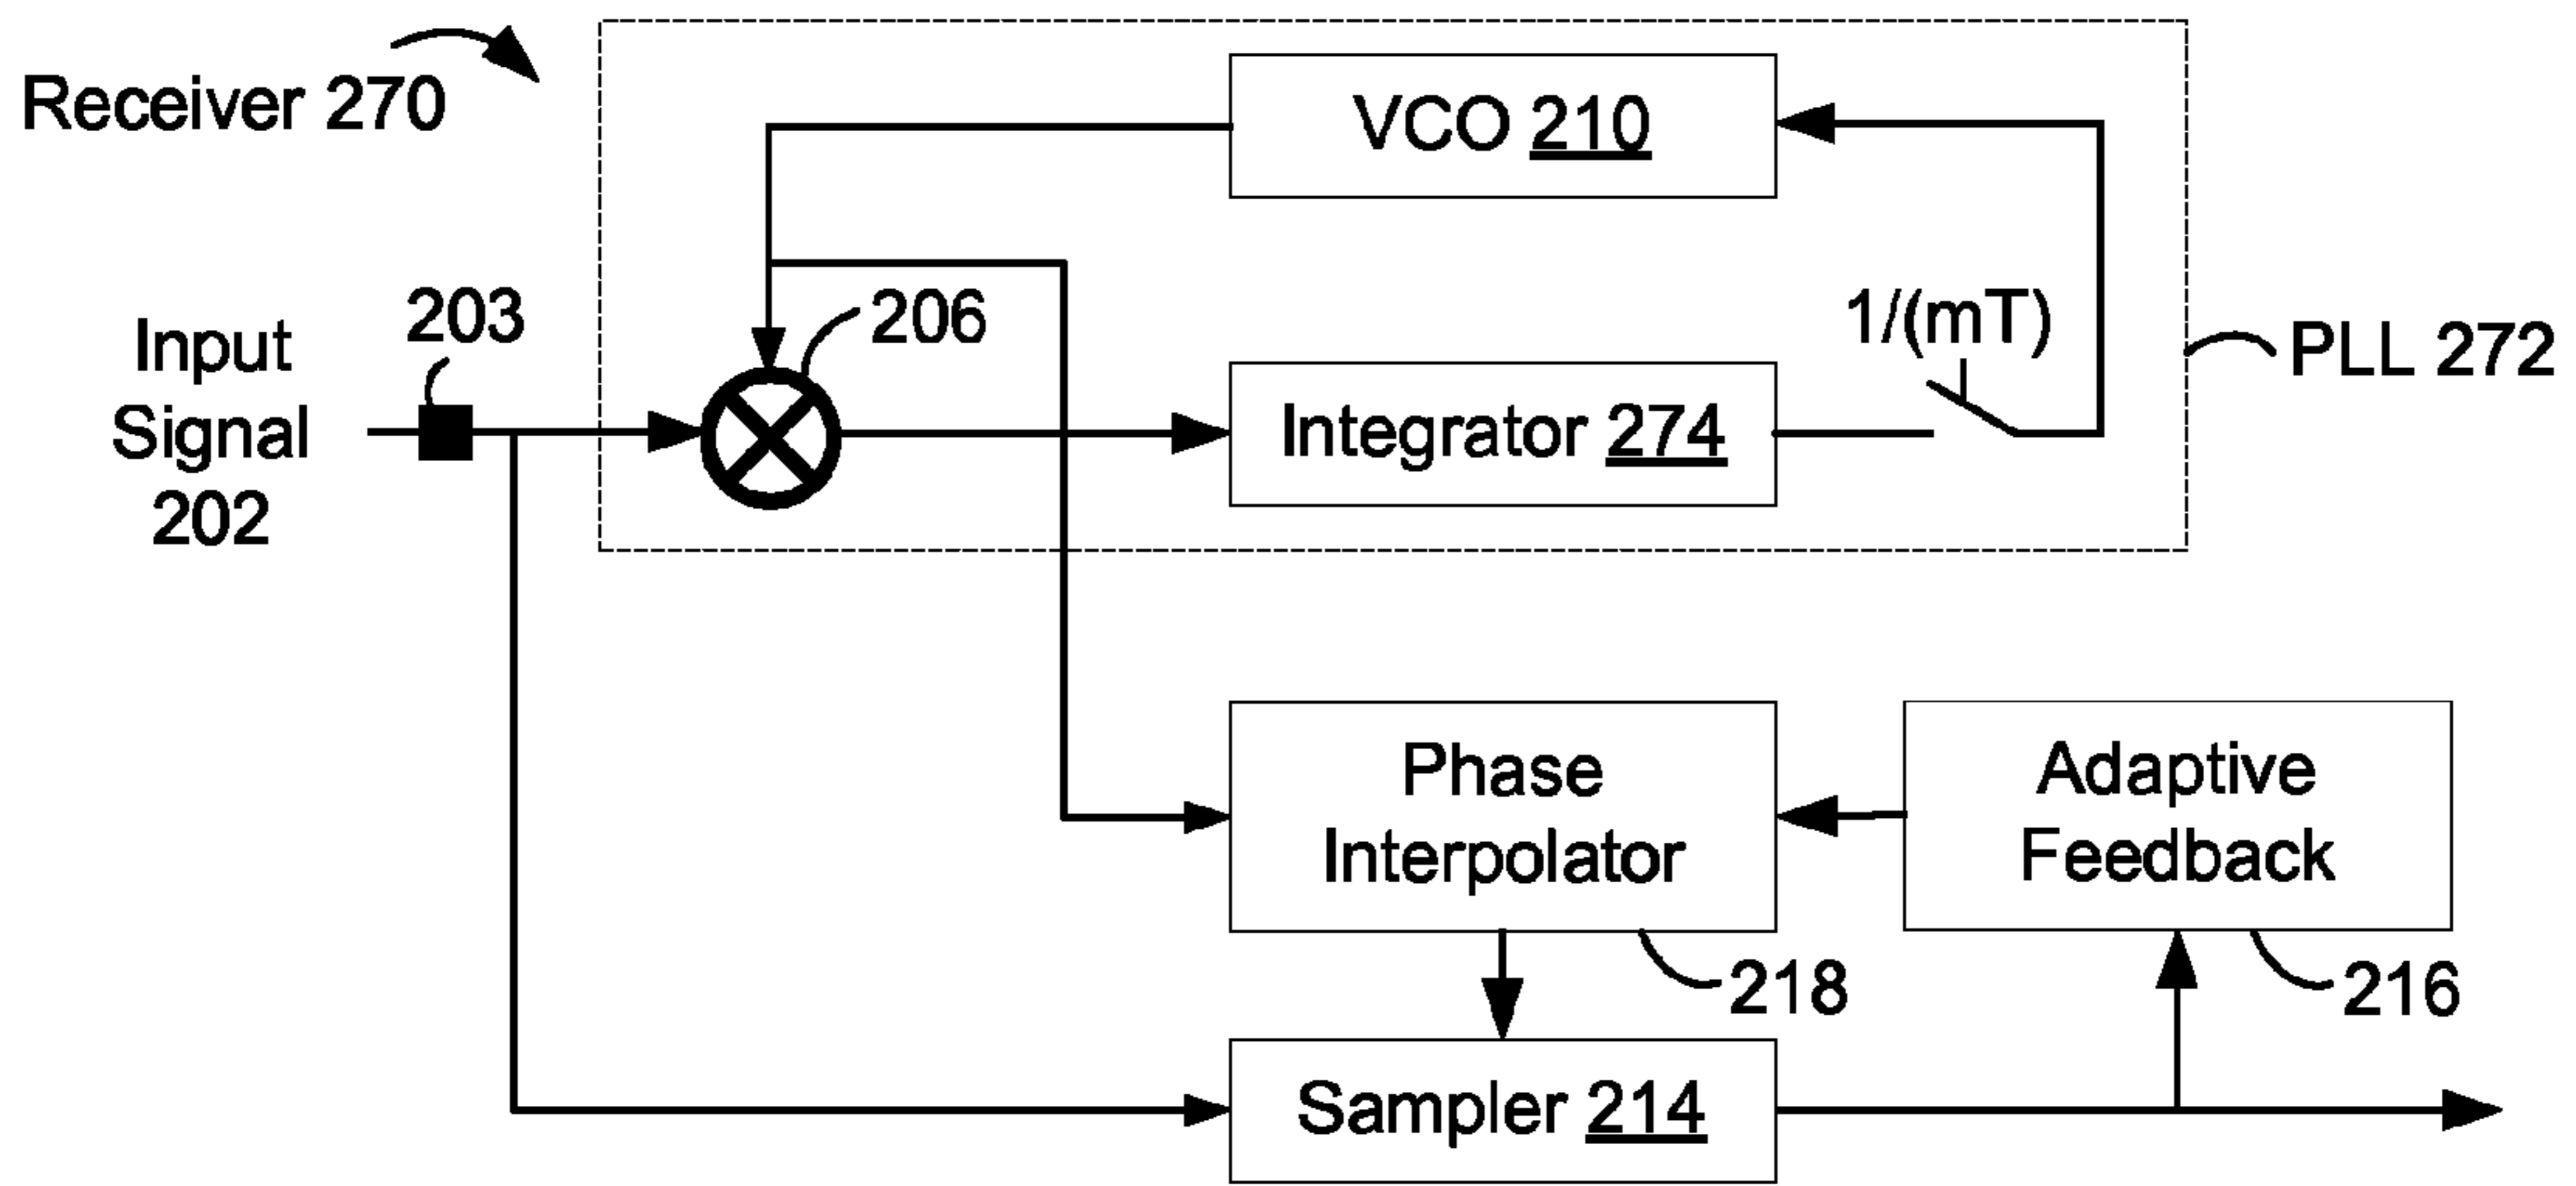 Receiver 270
VCO 210
203
206
1/(mT)
Input
Signal
202
PLL 272
Integrator 274
Phase
Interpolator
Adaptive
Feedback
218
216
Sampler 214